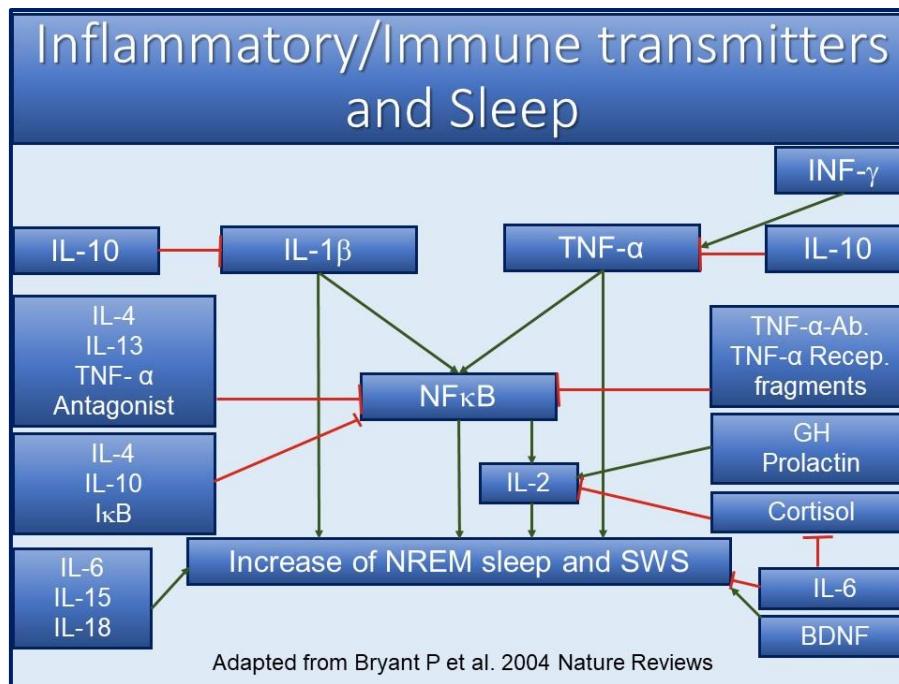 Inflammatory/Immune transmitters
and Sleep
INF-γ
IL-10
IL-1β
TNF-α
IL-10
IL-4
IL-13
TNF- α
Antagonist
TNF-α-Ab.
TNF-α Recep.
fragments
NFκB
IL-4
IL-10
IκB
GH
Prolactin
IL-2
Cortisol
Increase of NREM sleep and SWS
IL-6
IL-15
IL-18
IL-6
BDNF
Adapted from Bryant P et al. 2004 Nature Reviews